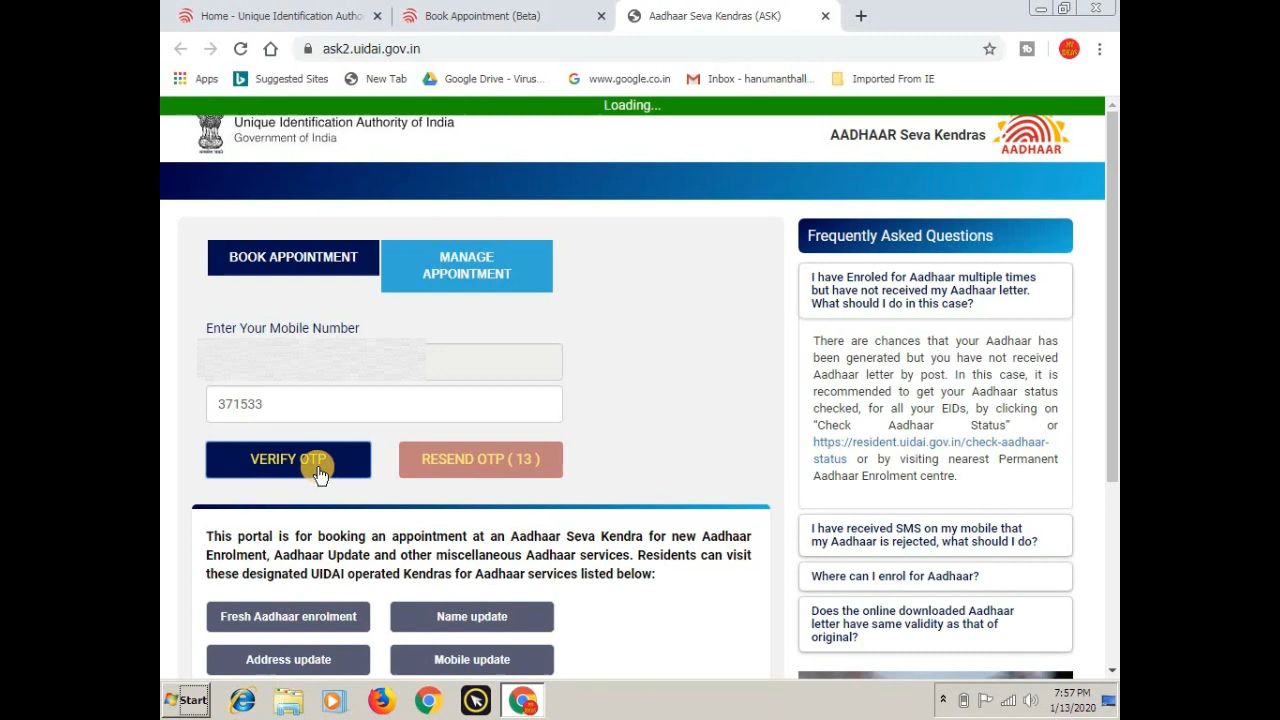 Home - Unique Identification Autho
Book Appointment (Beta)
Aadhaar Seva Kendras (ASK)
ask2.uidai.gov.in
Apps
Suggested Sites
New Tab
Google Drive - Virus...
www.google.co.in
Inbox - hanumanthall...
Imported From IE
Loading...
Unique Identification Authority of India
Government of India
AADHAAR Seva Kendras
AADHAAR
BOOK APPOINTMENT
MANAGE
APPOINTMENT
Enter Your Mobile Number
371533
VERIFY OTP
RESEND OTP ( 13 )
This portal is for booking an appointment at an Aadhaar Seva Kendra for new Aadhaar
Enrolment, Aadhaar Update and other miscellaneous Aadhaar services. Residents can visit
these designated UIDAI operated Kendras for Aadhaar services listed below:
Fresh Aadhaar enrolment
Name update
Address update
Mobile update
Frequently Asked Questions
I have Enroled for Aadhaar multiple times
but have not received my Aadhaar letter.
What should I do in this case?
There are chances that your Aadhaar has
been generated but you have not received
Aadhaar letter by post. In this case, it is
recommended to get your Aadhaar status
checked, for all your EIDs, by clicking on
“Check Aadhaar Status” or
https://resident.uidai.gov.in/check-aadhaar-
status or by visiting nearest Permanent
Aadhaar Enrolment centre.
I have received SMS on my mobile that
my Aadhaar is rejected, what should I do?
Where can I enrol for Aadhaar?
Does the online downloaded Aadhaar
letter have same validity as that of
original?
Start
7:57 PM
1/13/2020